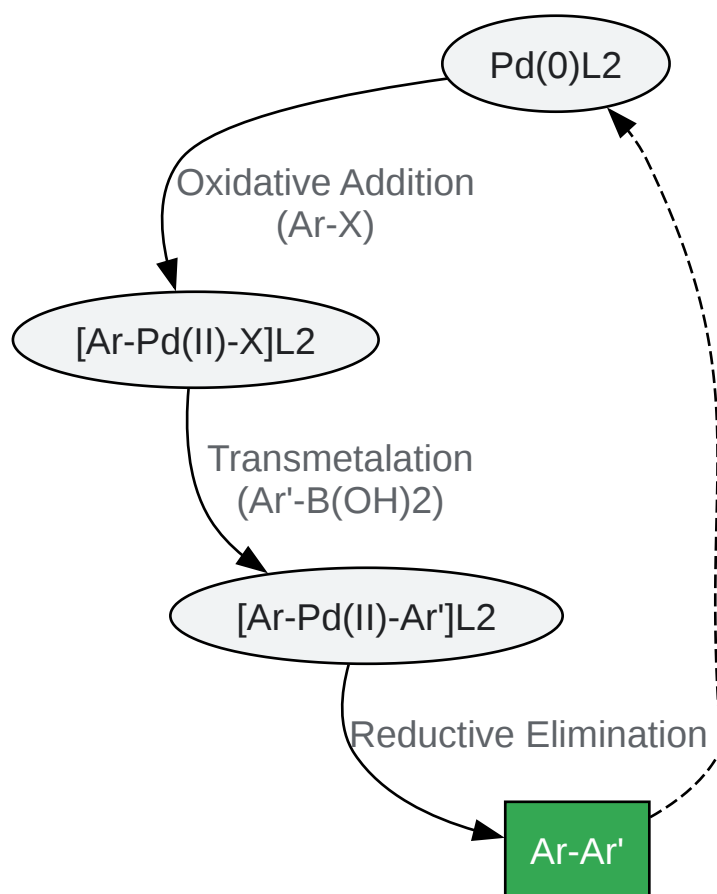 Pd(0)L2
Oxidative Addition
(Ar-X)
[Ar-Pd(II)-X]L2
Transmetalation
(Ar'-B(OH)2)
[Ar-Pd(II)-Ar']L2
Reductive Elimination
Ar-Ar'